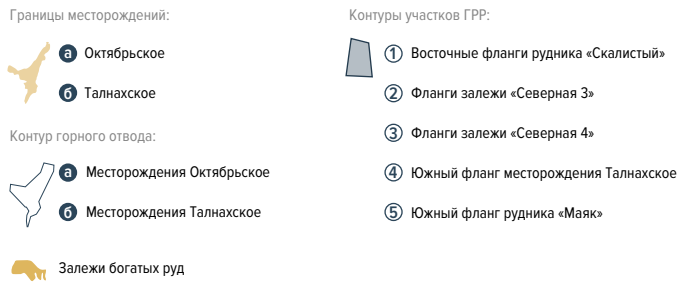 Границы месторождений:
а Октябрьское
б Талнахское
Контур горного отвода:
а Месторождения Октябрьское
б Месторождения Талнахское
Залежи богатых руд
Контуры участков ГРР:
1 Восточные фланги рудника «Скалистый»
2 Фланги залежи «Северная 3»
3 Фланги залежи «Северная 4»
4 Южный фланг месторождения Талнахское
5 Южный фланг рудника «Маяк»